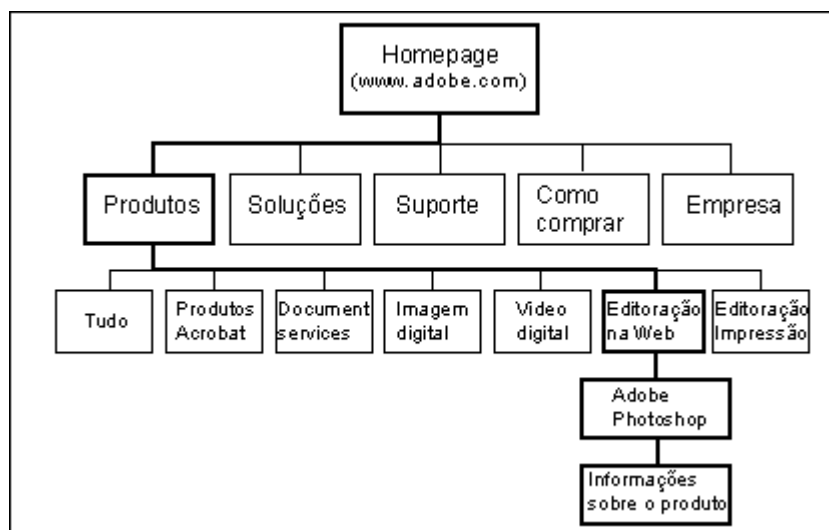 Homepage
(www.adobe.com)
Produtos
Soluções
Suporte
Como
comprar
Empresa
Tudo
Produtos
Acrobat
Document
services
Imagem
digital
Video
digital
Editoração
na Web
Editoração
Impressão
Adobe
Photoshop
Informações
sobre o produto